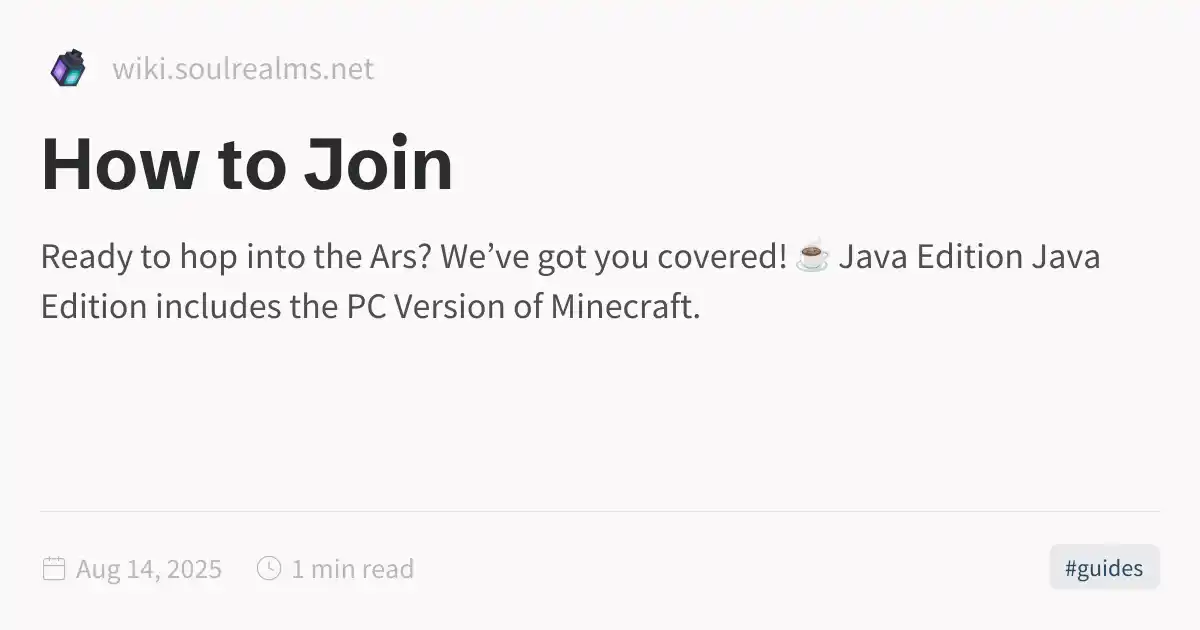 wiki.soulrealms.net
How to Join
Ready to hop into the Ars? We’ve got you covered! ☕ Java Edition Java
Edition includes the PC Version of Minecraft.
Aug 14, 2025
1 min read
#guides